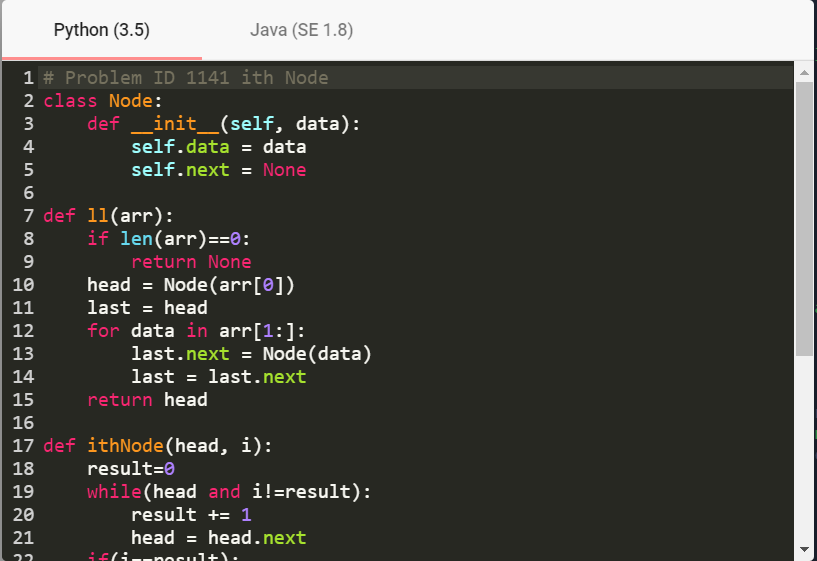 Python (3.5) Java (SE 1.8)
1 # Problem ID 1141 ith Node
2 class Node:
3     def __init__(self, data):
4         self.data = data
5         self.next = None
6
7 def ll(arr):
8     if len(arr)==0:
9         return None
10     head = Node(arr[0])
11     last = head
12     for data in arr[1:]:
13         last.next = Node(data)
14         last = last.next
15     return head
16
17 def ithNode(head, i):
18     result=0
19     while(head and i!=result):
20         result += 1
21         head = head.next
22     if(i==result):